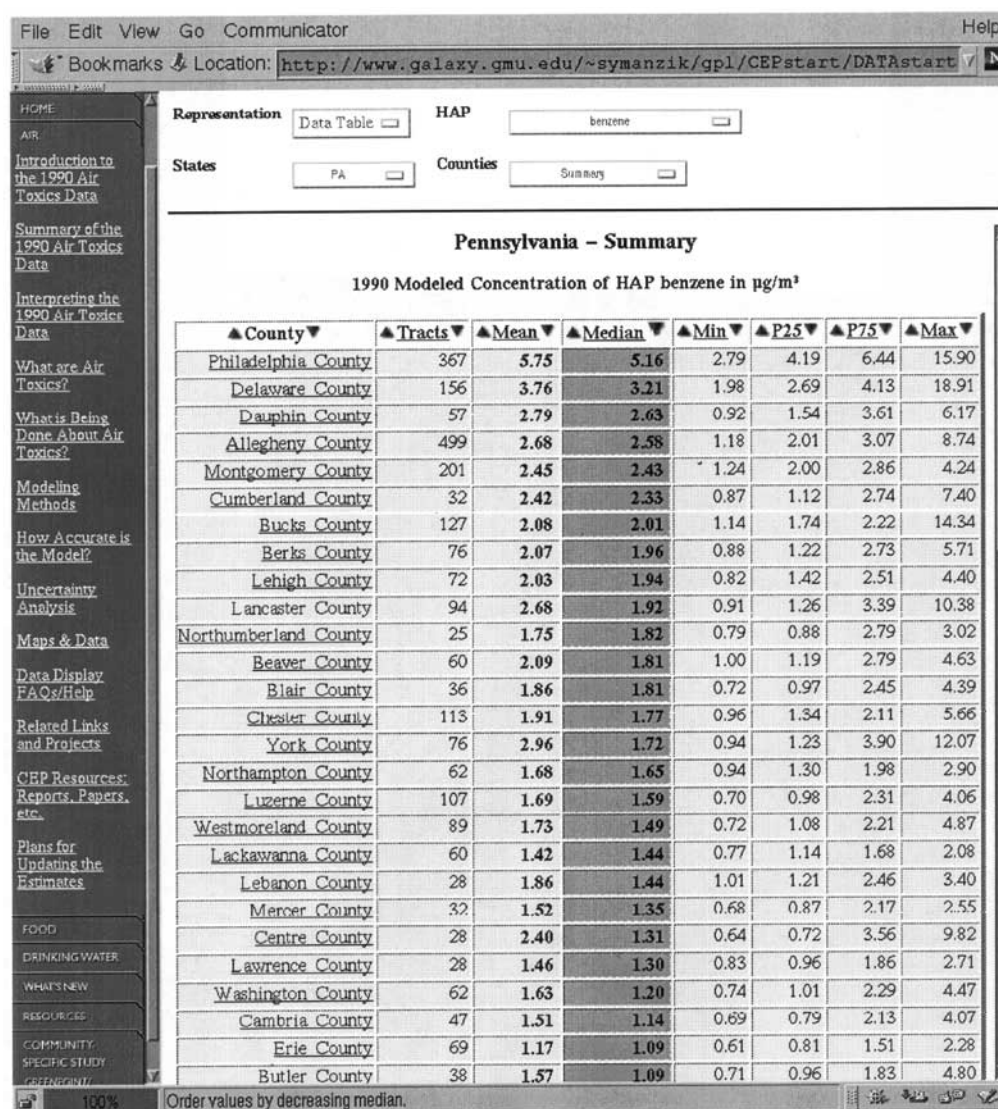 File Edit View Go Communicator Help
Bookmarks Location: http://www.galaxy.gmu.edu/~symanzik/gpl/CEPstart/DATAstart
HOME
AIR
Introduction to
the 1990 Air
Toxics Data
Summary of the
1990 Air Toxics
Data
Interpreting the
1990 Air Toxics
Data
What are Air
Toxics?
What is Being
Done About Air
Toxics?
Modeling
Methods
How Accurate is
the Model?
Uncertainty
Analysis
Maps & Data
Data Display
FAQs/Help
Related Links
and Projects
CEP Resources:
Reports, Papers,
etc.
Plans for
Updating the
Estimates
FOOD
DRINKING WATER
WHAT'S NEW
RESOURCES
COMMUNITY-
SPECIFIC STUDY
Representation Data Table HAP benzene
States PA Counties Summary
Pennsylvania – Summary
1990 Modeled Concentration of HAP benzene in µg/m³
▲County▼ ▲Tracts▼ ▲Mean▼ ▲Median▼ ▲Min▼ ▲P25▼ ▲P75▼ ▲Max▼
Philadelphia County 367 5.75 5.16 2.79 4.19 6.44 15.90
Delaware County 156 3.76 3.21 1.98 2.69 4.13 18.91
Dauphin County 57 2.79 2.63 0.92 1.54 3.61 6.17
Allegheny County 499 2.68 2.58 1.18 2.01 3.07 8.74
Montgomery County 201 2.45 2.43 1.24 2.00 2.86 4.24
Cumberland County 32 2.42 2.33 0.87 1.12 2.74 7.40
Bucks County 127 2.08 2.01 1.14 1.74 2.22 14.34
Berks County 76 2.07 1.96 0.88 1.22 2.73 5.71
Lehigh County 72 2.03 1.94 0.82 1.42 2.51 4.40
Lancaster County 94 2.68 1.92 0.91 1.26 3.39 10.38
Northumberland County 25 1.75 1.82 0.79 0.88 2.79 3.02
Beaver County 60 2.09 1.81 1.00 1.19 2.79 4.63
Blair County 36 1.86 1.81 0.72 0.97 2.45 4.39
Chester County 113 1.91 1.77 0.96 1.34 2.11 5.66
York County 76 2.96 1.72 0.94 1.23 3.90 12.07
Northampton County 62 1.68 1.65 0.94 1.30 1.98 2.90
Luzerne County 107 1.69 1.59 0.70 0.98 2.31 4.06
Westmoreland County 89 1.73 1.49 0.72 1.08 2.21 4.87
Lackawanna County 60 1.42 1.44 0.77 1.14 1.68 2.08
Lebanon County 28 1.86 1.44 1.01 1.21 2.46 3.40
Mercer County 32 1.52 1.35 0.68 0.87 2.17 2.55
Centre County 28 2.40 1.31 0.64 0.72 3.56 9.82
Lawrence County 28 1.46 1.30 0.83 0.96 1.86 2.71
Washington County 62 1.63 1.20 0.74 1.01 2.29 4.47
Cambria County 47 1.51 1.14 0.69 0.79 2.13 4.07
Erie County 69 1.17 1.09 0.61 0.81 1.51 2.28
Butler County 38 1.57 1.09 0.71 0.96 1.83 4.80
100% Order values by decreasing median.